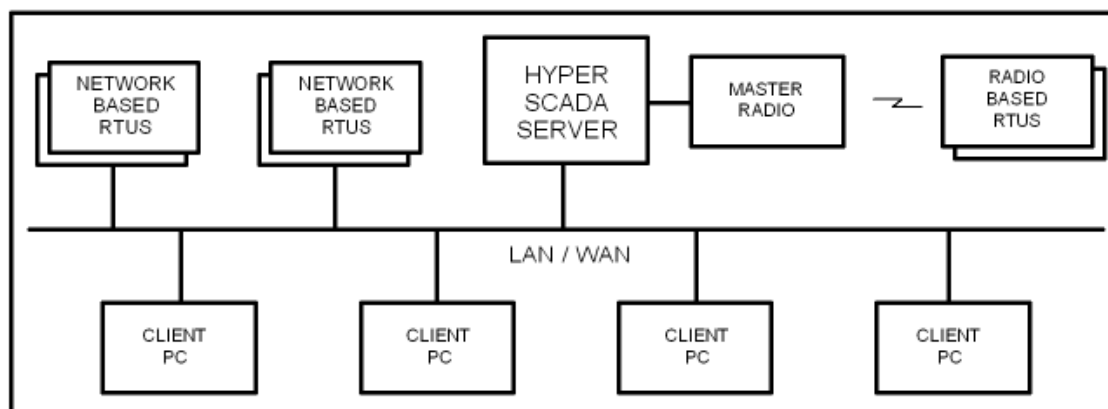 NETWORK
BASED
RTUS
NETWORK
BASED
RTUS
HYPER
SCADA
SERVER
MASTER
RADIO
RADIO
BASED
RTUS
LAN / WAN
CLIENT
PC
CLIENT
PC
CLIENT
PC
CLIENT
PC